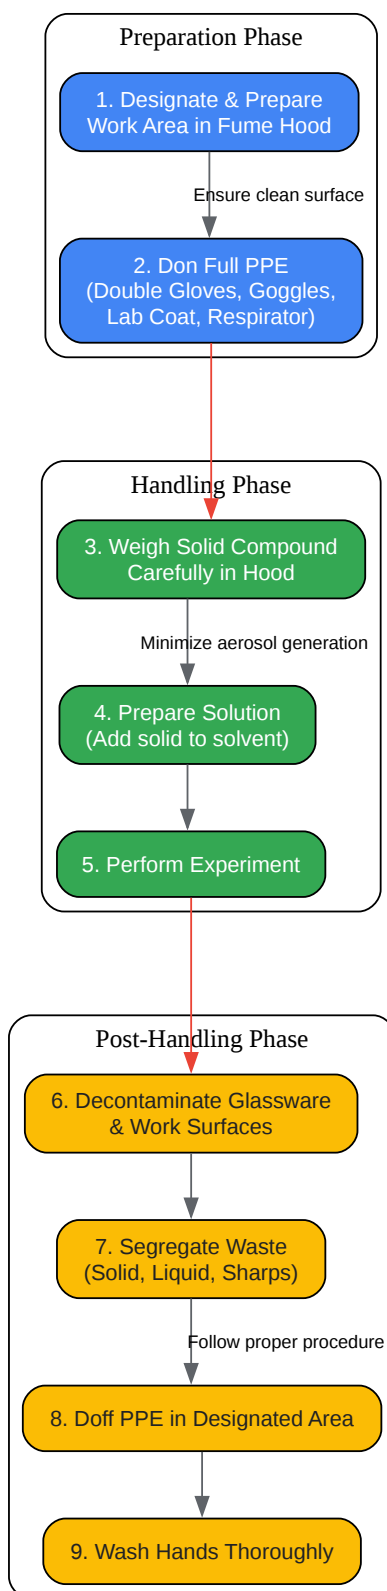 Preparation Phase
1. Designate & Prepare
Work Area in Fume Hood
Ensure clean surface
2. Don Full PPE
(Double Gloves, Goggles,
Lab Coat, Respirator)
Handling Phase
3. Weigh Solid Compound
Carefully in Hood
Minimize aerosol generation
4. Prepare Solution
(Add solid to solvent)
5. Perform Experiment
Post-Handling Phase
6. Decontaminate Glassware
& Work Surfaces
7. Segregate Waste
(Solid, Liquid, Sharps)
Follow proper procedure
8. Doff PPE in Designated Area
9. Wash Hands Thoroughly